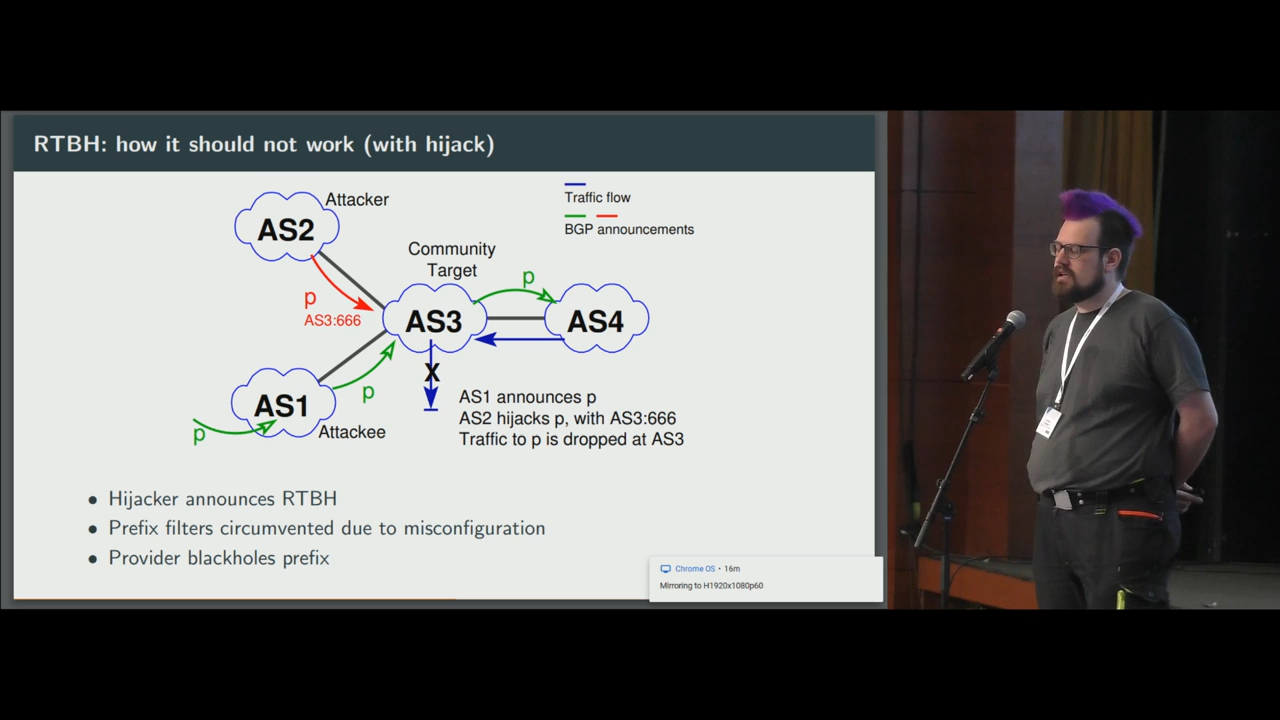 RTBH: how it should not work (with hijack)
Attacker
AS2
Traffic flow
BGP announcements
Community
Target
p
p
AS3:666
AS3
AS4
X
p
AS1
p
Attackee
AS1 announces p
AS2 hijacks p, with AS3:666
Traffic to p is dropped at AS3
• Hijacker announces RTBH
• Prefix filters circumvented due to misconfiguration
• Provider blackholes prefix
Chrome OS • 16m
Mirroring to H1920x1080p60